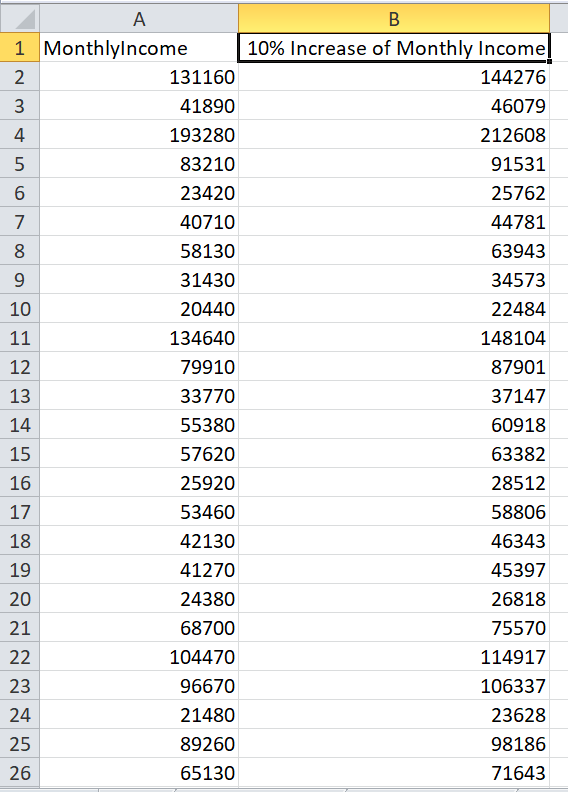 A B
1 MonthlyIncome 10% Increase of Monthly Income
2 131160 144276
3 41890 46079
4 193280 212608
5 83210 91531
6 23420 25762
7 40710 44781
8 58130 63943
9 31430 34573
10 20440 22484
11 134640 148104
12 79910 87901
13 33770 37147
14 55380 60918
15 57620 63382
16 25920 28512
17 53460 58806
18 42130 46343
19 41270 45397
20 24380 26818
21 68700 75570
22 104470 114917
23 96670 106337
24 21480 23628
25 89260 98186
26 65130 71643